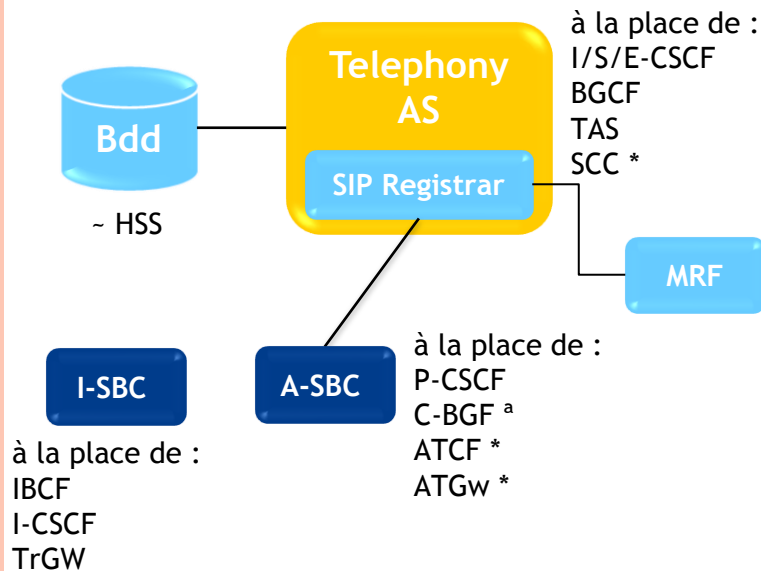 à la place de :
I/S/E-CSCF
BGCF
TAS
SCC *
Telephony
AS
SIP Registrar
Bdd
~ HSS
MRF
I-SBC
à la place de :
IBCF
I-CSCF
TrGW
A-SBC
à la place de :
P-CSCF
C-BGF ª
ATCF *
ATGw *